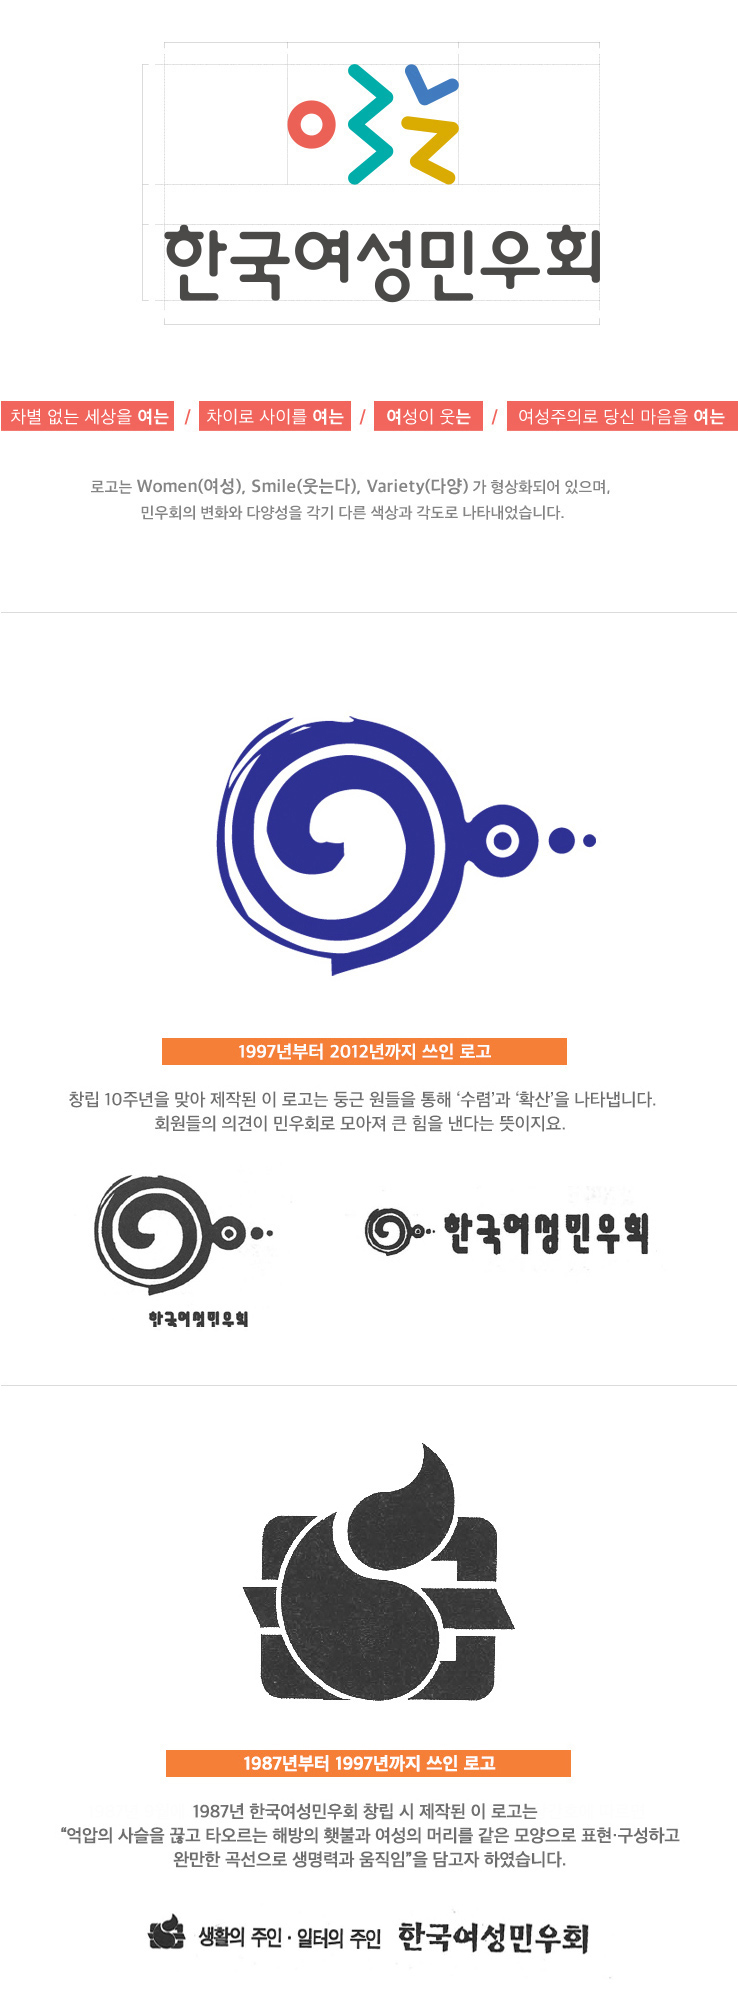 한국여성민우회
차별 없는 세상을 여는 / 차이로 사이를 여는 / 여성이 웃는 / 여성주의로 당신 마음을 여는
로고는 Women(여성), Smile(웃는다), Variety(다양) 가 형상화되어 있으며,
민우회의 변화와 다양성을 각기 다른 색상과 각도로 나타내었습니다.
1997년부터 2012년까지 쓰인 로고
창립 10주년을 맞아 제작된 이 로고는 둥근 원들을 통해 ‘수렴’과 ‘확산’을 나타냅니다.
회원들의 의견이 민우회로 모아져 큰 힘을 낸다는 뜻이지요.
한국여성민우회
한국여성민우회
1987년부터 1997년까지 쓰인 로고
1987년 한국여성민우회 창립 시 제작된 이 로고는
“억압의 사슬을 끊고 타오르는 해방의 횃불과 여성의 머리를 같은 모양으로 표현·구성하고
완만한 곡선으로 생명력과 움직임”을 담고자 하였습니다.
생활의 주인·일터의 주인 한국여성민우회